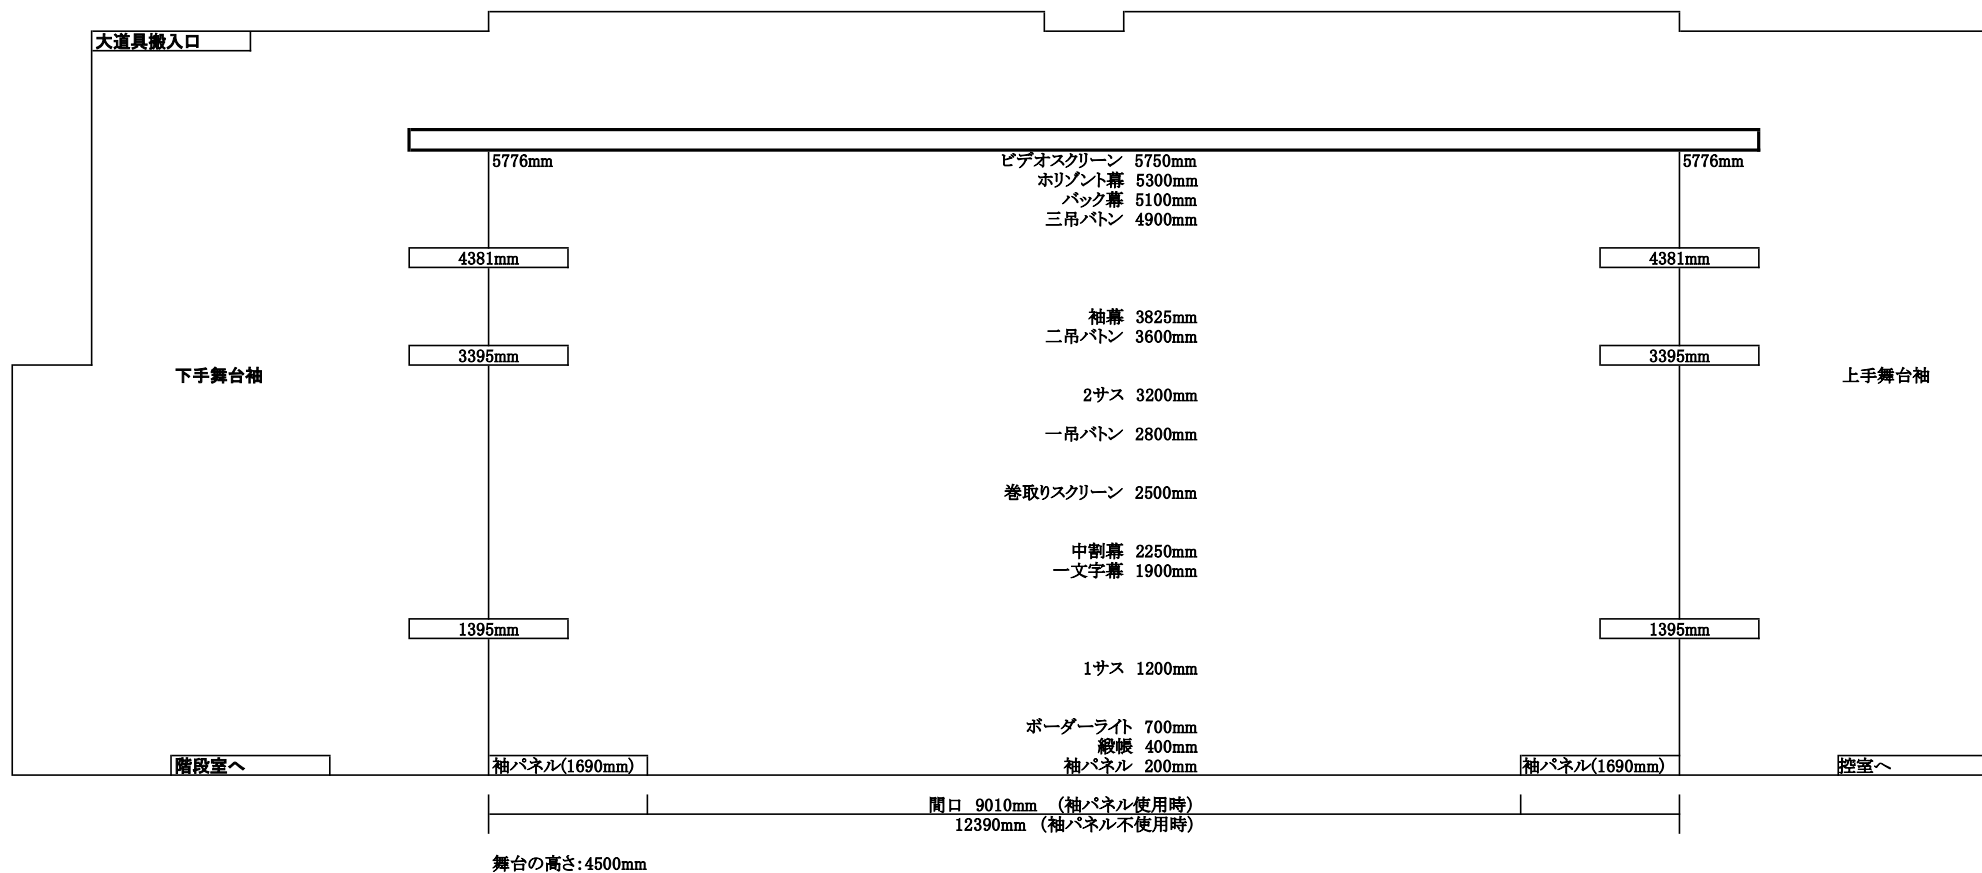 大道具搬入口
5776mm ビデオスクリーン 5750mm 5776mm
ホリゾント幕 5300mm
バック幕 5100mm
三吊バトン 4900mm
4381mm 4381mm
袖幕 3825mm
二吊バトン 3600mm
3395mm 3395mm
下手舞台袖 上手舞台袖
2サス 3200mm
一吊バトン 2800mm
巻取りスクリーン 2500mm
中割幕 2250mm
一文字幕 1900mm
1395mm 1395mm
1サス 1200mm
ボーダーライト 700mm
緞帳 400mm
階段室へ 袖パネル(1690mm) 袖パネル 200mm 袖パネル(1690mm) 控室へ
間口 9010mm (袖パネル使用時)
12390mm (袖パネル不使用時)
舞台の高さ:4500mm